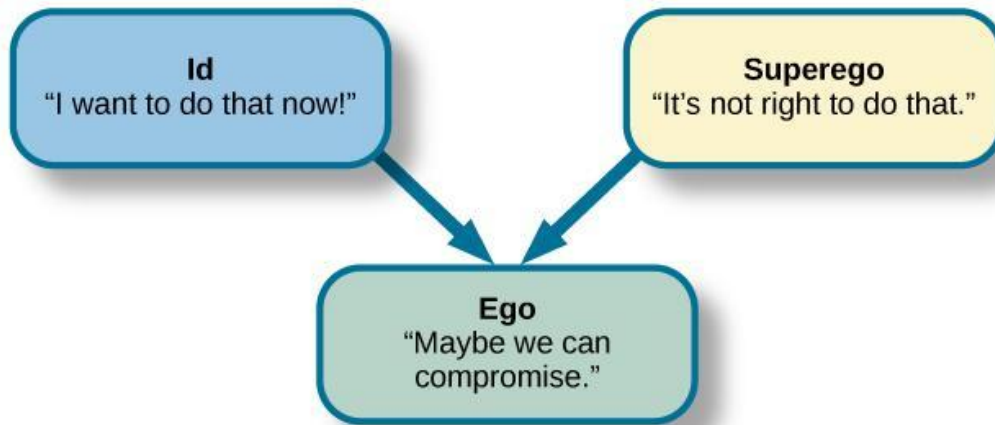 Id
“I want to do that now!”
Superego
“It’s not right to do that.”
Ego
“Maybe we can
compromise.”